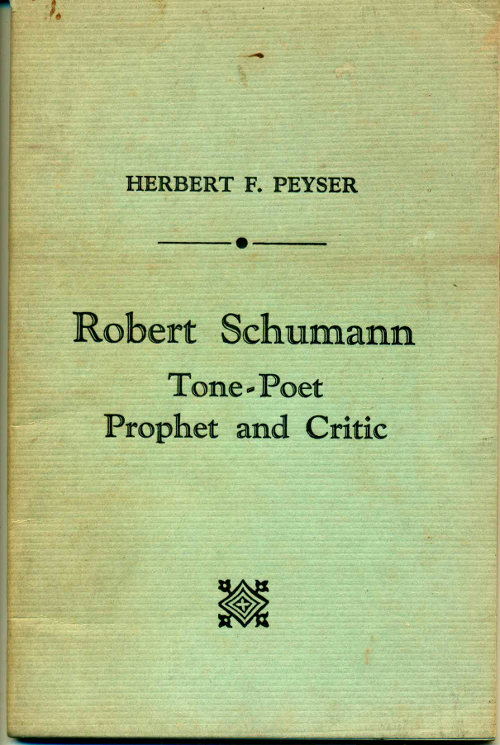 HERBERT F. PEYSER
Robert Schumann
Tone-Poet
Prophet and Critic